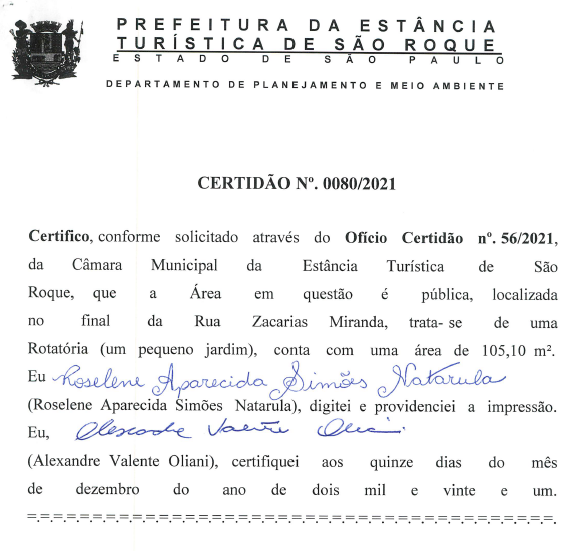 PREFEITURA DA ESTÂNCIA
TURÍSTICA DE SÃO ROQUE
ESTADO DE SÃO PAULO
DEPARTAMENTO DE PLANEJAMENTO E MEIO AMBIENTE
CERTIDÃO Nº. 0080/2021
Certifico, conforme solicitado através do Ofício Certidão nº. 56/2021,
da Câmara Municipal da Estância Turística de São
Roque, que a Área em questão é pública, localizada
no final da Rua Zacarias Miranda, trata- se de uma
Rotatória (um pequeno jardim), conta com uma área de 105,10 m².
Eu Roselene Aparecida Simões Natarula
(Roselene Aparecida Simões Natarula), digitei e providenciei a impressão.
Eu, Alexandre Valente Oliani
(Alexandre Valente Oliani), certifiquei aos quinze dias do mês
de dezembro do ano de dois mil e vinte e um.
=.=.=.=.=.=.=.=.=.=.=.=.=.=.=.=.=.=.=.=.=.=.=.=.=.=.=.=.=.=.=.=.=.=.